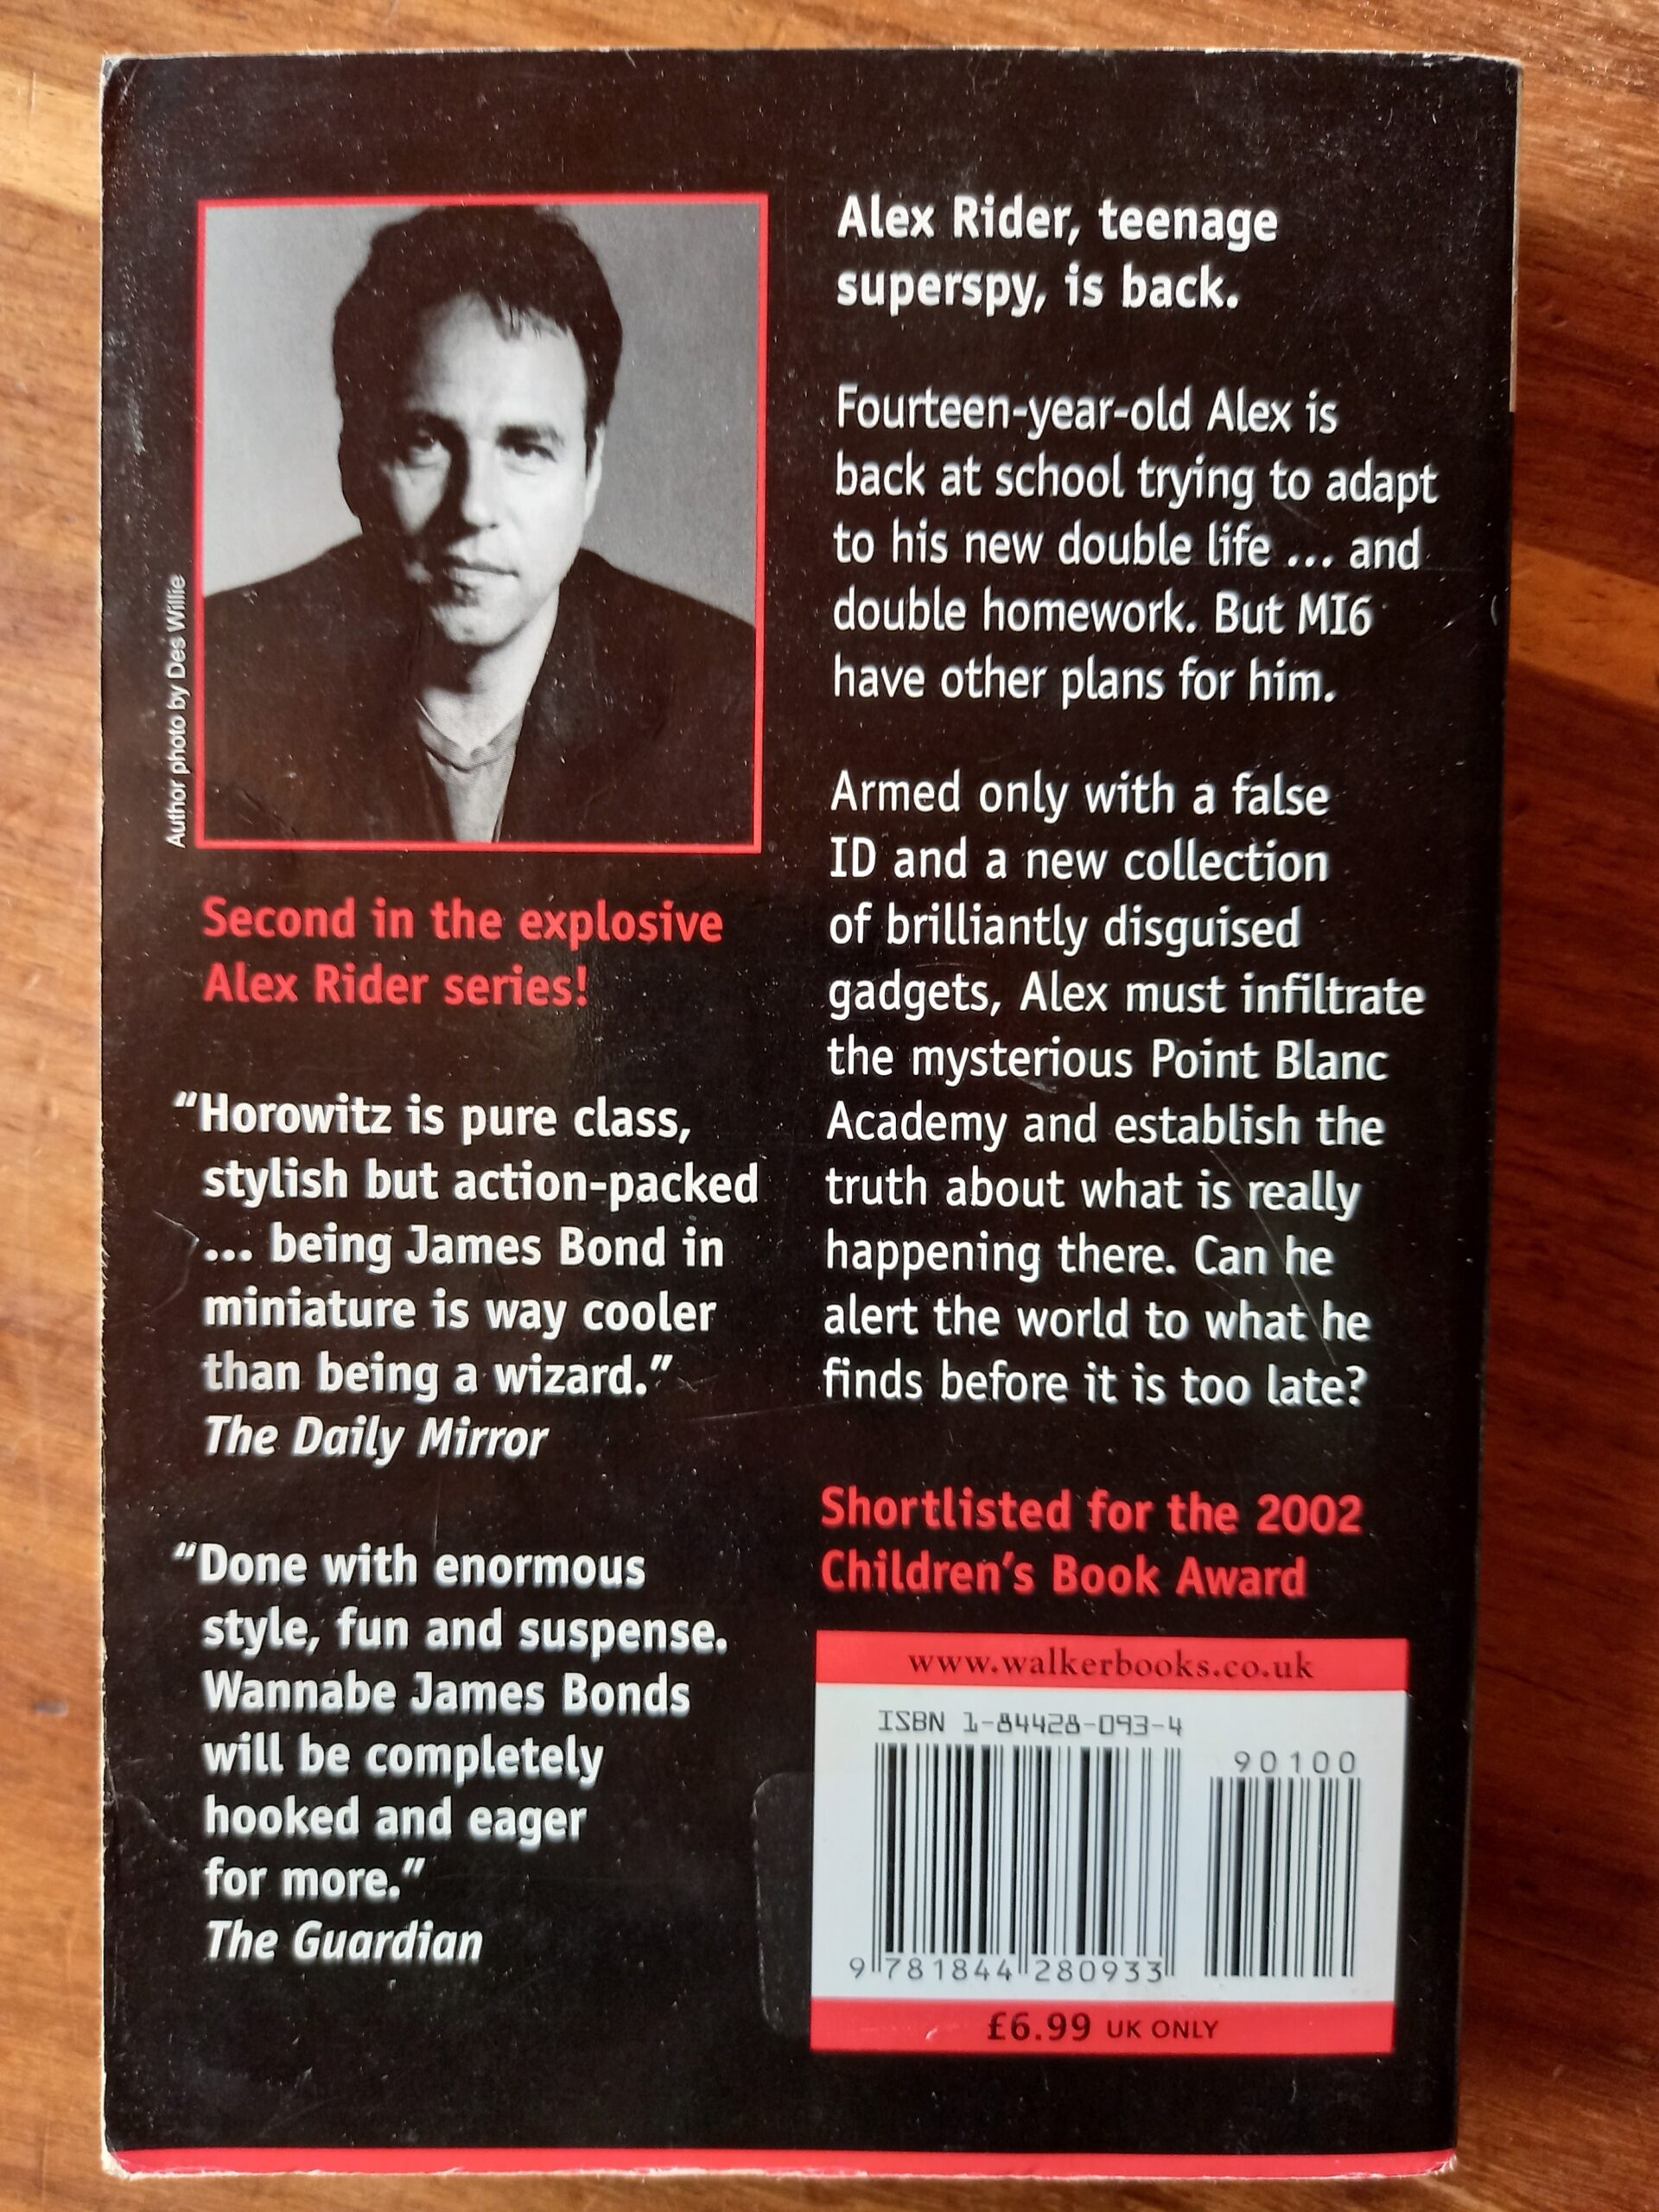 Author photo by Des Willie
Second in the explosive
Alex Rider series!
“Horowitz is pure class,
stylish but action-packed
... being James Bond in
miniature is way cooler
than being a wizard.”
The Daily Mirror
“Done with enormous
style, fun and suspense.
Wannabe James Bonds
will be completely
hooked and eager
for more.”
The Guardian
Alex Rider, teenage
superspy, is back.
Fourteen-year-old Alex is
back at school trying to adapt
to his new double life ... and
double homework. But MI6
have other plans for him.
Armed only with a false
ID and a new collection
of brilliantly disguised
gadgets, Alex must infiltrate
the mysterious Point Blanc
Academy and establish the
truth about what is really
happening there. Can he
alert the world to what he
finds before it is too late?
Shortlisted for the 2002
Children’s Book Award
www.walkerbooks.co.uk
ISBN 1-84428-093-4
90100
9 781844 280933
£6.99 UK ONLY